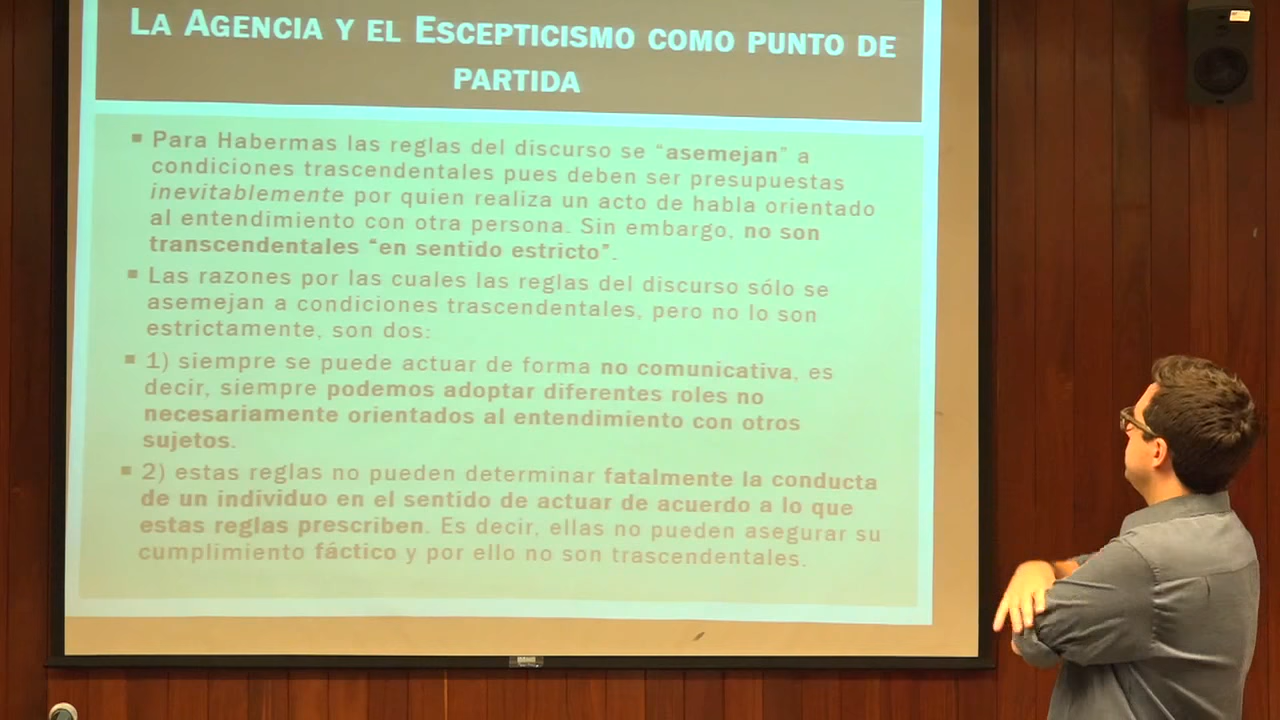 LA AGENCIA Y EL ESCEPTICISMO COMO PUNTO DE
PARTIDA
▪ Para Habermas las reglas del discurso se “asemejan” a
condiciones trascendentales pues deben ser presupuestas
inevitablemente por quien realiza un acto de habla orientado
al entendimiento con otra persona. Sin embargo, no son
transcendentales “en sentido estricto”.
▪ Las razones por las cuales las reglas del discurso sólo se
asemejan a condiciones trascendentales, pero no lo son
estrictamente, son dos:
▪ 1) siempre se puede actuar de forma no comunicativa, es
decir, siempre podemos adoptar diferentes roles no
necesariamente orientados al entendimiento con otros
sujetos.
▪ 2) estas reglas no pueden determinar fatalmente la conducta
de un individuo en el sentido de actuar de acuerdo a lo que
estas reglas prescriben. Es decir, ellas no pueden asegurar su
cumplimiento fáctico y por ello no son trascendentales.